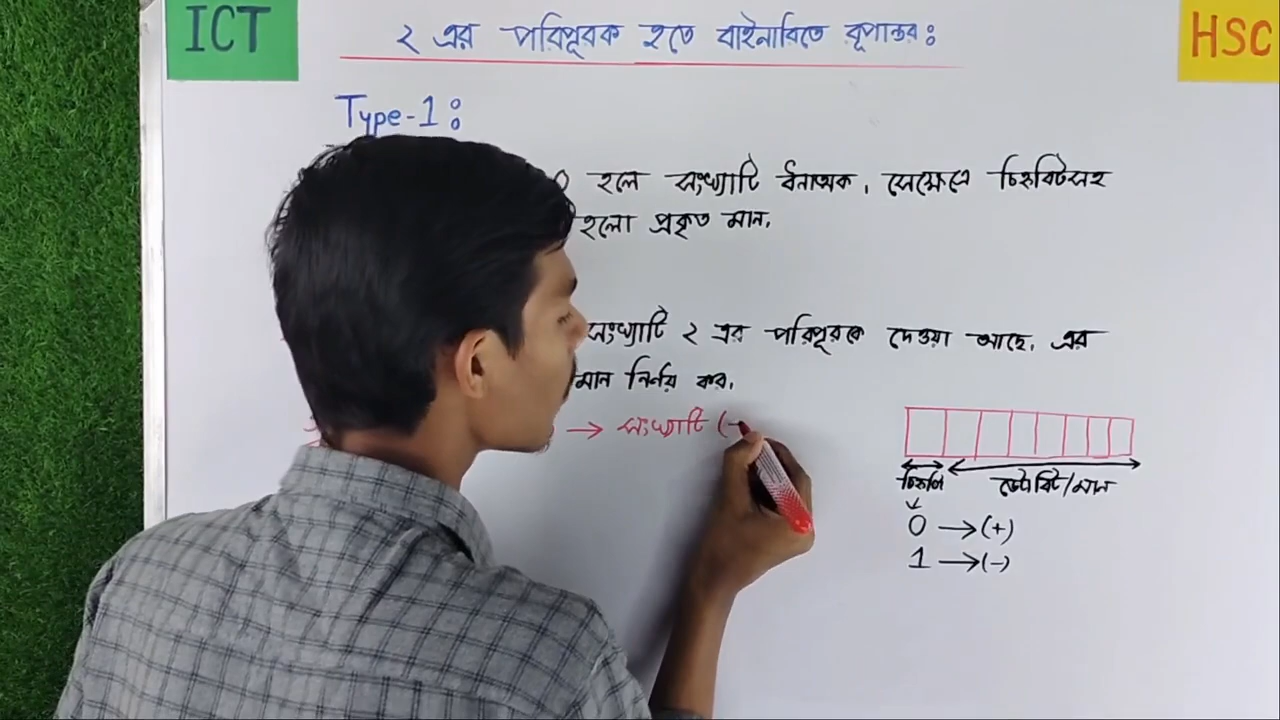 ICT
২ এর পরিপূরক হতে বাইনারিতে রূপান্তর:
HSC
Type-1:
0 হলে সংখ্যাটি ধনাত্মক, সেক্ষেত্রে চিহ্নবিটসহ
হলো প্রকৃত মান,
সংখ্যাটি ২ এর পরিপূরকে দেওয়া আছে, এর
মান নির্ণয় কর,
→ সংখ্যাটি (
ডেটাবিট/মান
0 →(+)
1 →(-)